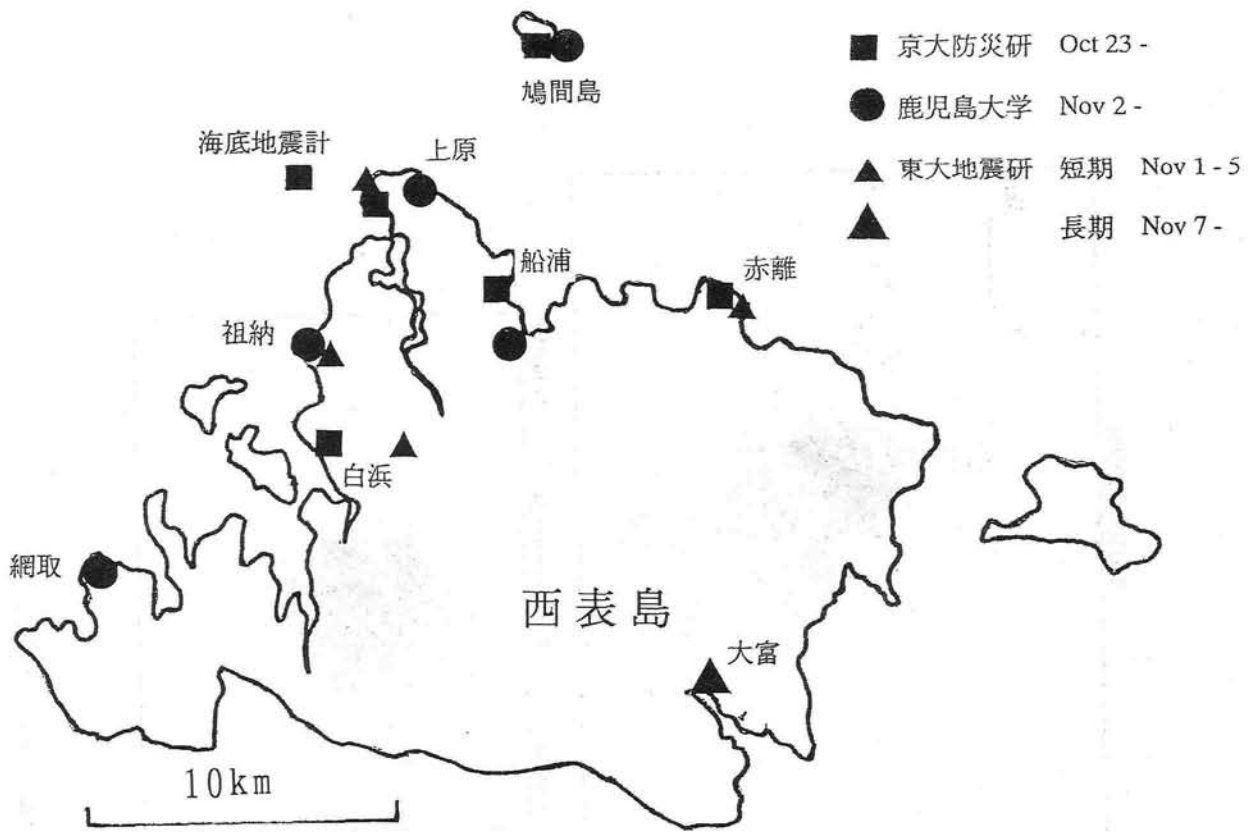 京大防災研 Oct 23 -
鳩間島
鹿児島大学 Nov 2 -
海底地震計
上原
東大地震研 短期 Nov 1 - 5
長期 Nov 7 -
船浦
赤離
祖納
白浜
網取
西表島
大富
10km